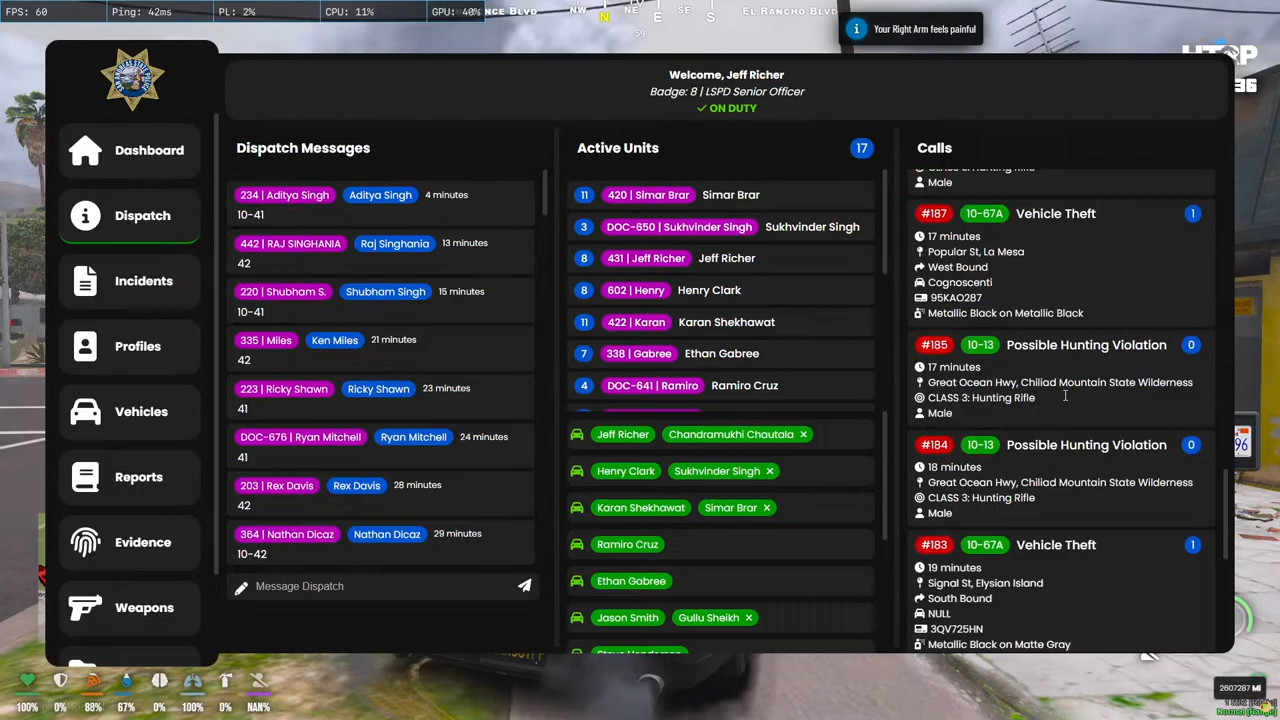 FPS: 60
Ping: 42ms
PL: 2%
CPU: 11%
GPU: 40%
NW
N
NE
E
SE
S
El Rancho Blvd
59
Your Right Arm feels painful
Welcome, Jeff Richer
Badge: 8 | LSPD Senior Officer
ON DUTY
Dashboard
Dispatch
Incidents
Profiles
Vehicles
Reports
Evidence
Weapons
Dispatch Messages
234 | Aditya Singh Aditya Singh 4 minutes
10-41
442 | RAJ SINGHANIA Raj Singhania 13 minutes
42
220 | Shubham S. Shubham Singh 15 minutes
10-41
335 | Miles Ken Miles 21 minutes
42
223 | Ricky Shawn Ricky Shawn 23 minutes
41
DOC-676 | Ryan Mitchell Ryan Mitchell 24 minutes
41
203 | Rex Davis Rex Davis 28 minutes
42
364 | Nathan Dicaz Nathan Dicaz 29 minutes
10-42
Message Dispatch
Active Units 17
11 420 | Simar Brar Simar Brar
3 DOC-650 | Sukhvinder Singh Sukhvinder Singh
8 431 | Jeff Richer Jeff Richer
8 602 | Henry Henry Clark
11 422 | Karan Karan Shekhawat
7 338 | Gabree Ethan Gabree
4 DOC-641 | Ramiro Ramiro Cruz
Jeff Richer Chandramukhi Chautala ×
Henry Clark Sukhvinder Singh ×
Karan Shekhawat Simar Brar ×
Ramiro Cruz
Ethan Gabree
Jason Smith Gullu Sheikh ×
Calls
Male
#187 10-67A Vehicle Theft 1
17 minutes
Popular St, La Mesa
West Bound
Cognoscenti
95KAO287
Metallic Black on Metallic Black
#185 10-13 Possible Hunting Violation 0
17 minutes
Great Ocean Hwy, Chiliad Mountain State Wilderness
CLASS 3: Hunting Rifle
Male
#184 10-13 Possible Hunting Violation 0
18 minutes
Great Ocean Hwy, Chiliad Mountain State Wilderness
CLASS 3: Hunting Rifle
Male
#183 10-67A Vehicle Theft 1
19 minutes
Signal St, Elysian Island
South Bound
NULL
3QV725HN
Metallic Black on Matte Gray
100%
0%
88%
67%
0%
100%
0%
NAN%
2607287 MI